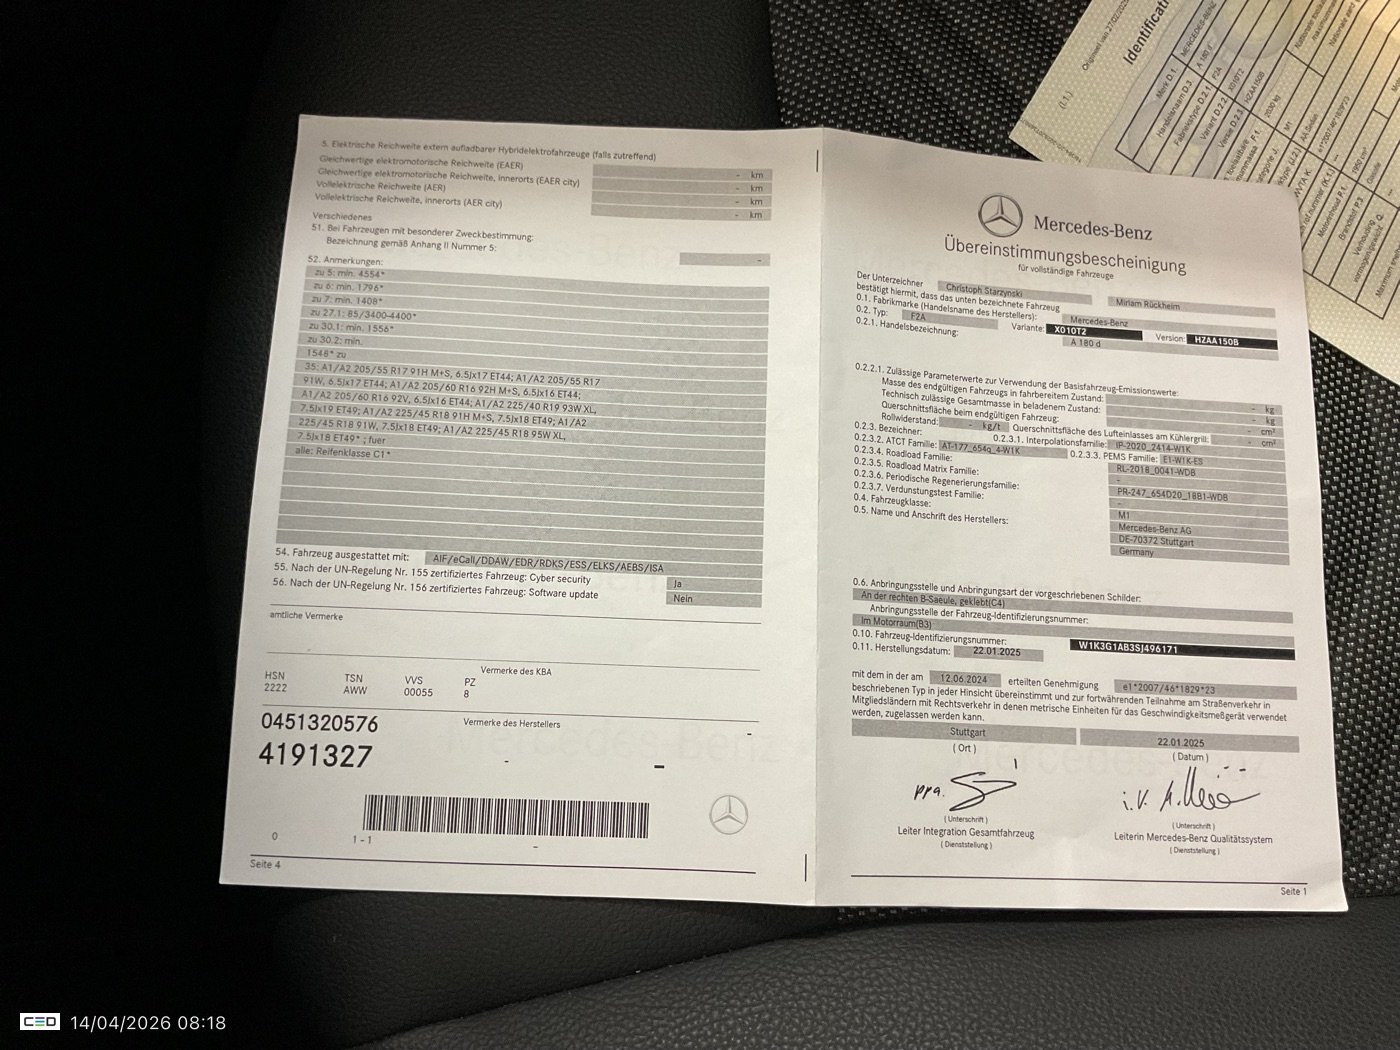 5. Elektrische Reichweite extern aufladbarer Hybridelektrofahrzeuge (falls zutreffend)
Gleichwertige elektromotorische Reichweite (EAER) - km
Gleichwertige elektromotorische Reichweite, innerorts (EAER city) - km
Vollelektrische Reichweite (AER) - km
Vollelektrische Reichweite, innerorts (AER city) - km
Verschiedenes
51. Bei Fahrzeugen mit besonderer Zweckbestimmung:
Bezeichnung gemäß Anhang II Nummer 5: -
52. Anmerkungen:
zu 5: min. 4554*
zu 6: min. 1796*
zu 7: min. 1408*
zu 27.1: 85/3400-4400*
zu 30.1: min. 1556*
zu 30.2: min.
1548* zu
35: A1/A2 205/55 R17 91H M+S, 6.5Jx17 ET44; A1/A2 205/55 R17
91W, 6.5Jx17 ET44; A1/A2 205/60 R16 92H M+S, 6.5Jx16 ET44;
A1/A2 205/60 R16 92V, 6.5Jx16 ET44; A1/A2 225/40 R19 93W XL,
7.5Jx19 ET49; A1/A2 225/45 R18 91H M+S, 7.5Jx18 ET49; A1/A2
225/45 R18 91W, 7.5Jx18 ET49; A1/A2 225/45 R18 95W XL,
7.5Jx18 ET49* ; fuer
alle: Reifenklasse C1*
54. Fahrzeug ausgestattet mit: AIF/eCall/DDAW/EDR/RDKS/ESS/ELKS/AEBS/ISA
55. Nach der UN-Regelung Nr. 155 zertifiziertes Fahrzeug: Cyber security Ja
56. Nach der UN-Regelung Nr. 156 zertifiziertes Fahrzeug: Software update Nein
amtliche Vermerke
Vermerke des KBA
HSN TSN VVS PZ
2222 AWW 00055 8
0451320576 Vermerke des Herstellers -
4191327 - -
0 1 - 1 -
Seite 4
Mercedes-Benz
Übereinstimmungsbescheinigung
für vollständige Fahrzeuge
Der Unterzeichner Christoph Starzynski Miriam Rückheim
bestätigt hiermit, dass das unten bezeichnete Fahrzeug
0.1. Fabrikmarke (Handelsname des Herstellers): Mercedes-Benz
0.2. Typ: F2A Variante: X010T2 Version: HZAA150B
0.2.1. Handelsbezeichnung: A 180 d
0.2.2.1. Zulässige Parameterwerte zur Verwendung der Basisfahrzeug-Emissionswerte:
Masse des endgültigen Fahrzeugs in fahrbereitem Zustand: - kg
Technisch zulässige Gesamtmasse in beladenem Zustand: - kg
Querschnittsfläche beim endgültigen Fahrzeug: - cm²
Rollwiderstand: - kg/t Querschnittsfläche des Lufteinlasses am Kühlergrill: - cm²
0.2.3. Bezeichner: 0.2.3.1. Interpolationsfamilie: IP-2020_2414-W1K
0.2.3.2. ATCT Familie: AT-177_654q_4-W1K 0.2.3.3. PEMS Familie: E1-W1K-ES
0.2.3.4. Roadload Familie: RL-2018_0041-WDB
0.2.3.5. Roadload Matrix Familie: -
0.2.3.6. Periodische Regenerierungsfamilie: PR-247_654D20_18B1-WDB
0.2.3.7. Verdunstungstest Familie: -
0.4. Fahrzeugklasse: M1
0.5. Name und Anschrift des Herstellers: Mercedes-Benz AG
DE-70372 Stuttgart
Germany
0.6. Anbringungsstelle und Anbringungsart der vorgeschriebenen Schilder:
An der rechten B-Saeule, geklebt(C4)
Anbringungsstelle der Fahrzeug-Identifizierungsnummer:
Im Motorraum(B3)
0.10. Fahrzeug-Identifizierungsnummer: W1K3G1AB3SJ496171
0.11. Herstellungsdatum: 22.01.2025
mit dem in der am 12.06.2024 erteilten Genehmigung e1*2007/46*1829*23
beschriebenen Typ in jeder Hinsicht übereinstimmt und zur fortwährenden Teilnahme am Straßenverkehr in
Mitgliedsländern mit Rechtsverkehr in denen metrische Einheiten für das Geschwindigkeitsmeßgerät verwendet
werden, zugelassen werden kann.
Stuttgart 22.01.2025
( Ort ) ( Datum )
ppa. i.V.
( Unterschrift ) ( Unterschrift )
Leiter Integration Gesamtfahrzeug Leiterin Mercedes-Benz Qualitätssystem
( Dienststellung ) ( Dienststellung )
Seite 1
Merk D.1. MERCEDES-BENZ
Handelsnaam D.3. A 180 d
Fabriekstype D.2.1 F2A
Variant D.2.2. X010T2
Versie D.2.3. HZAA150B
CED 14/04/2026 08:18